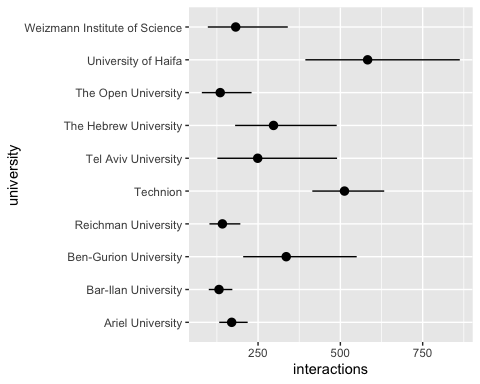 Weizmann Institute of Science
University of Haifa
The Open University
The Hebrew University
Tel Aviv University
Technion
Reichman University
Ben-Gurion University
Bar-Ilan University
Ariel University
university
250 500 750
interactions